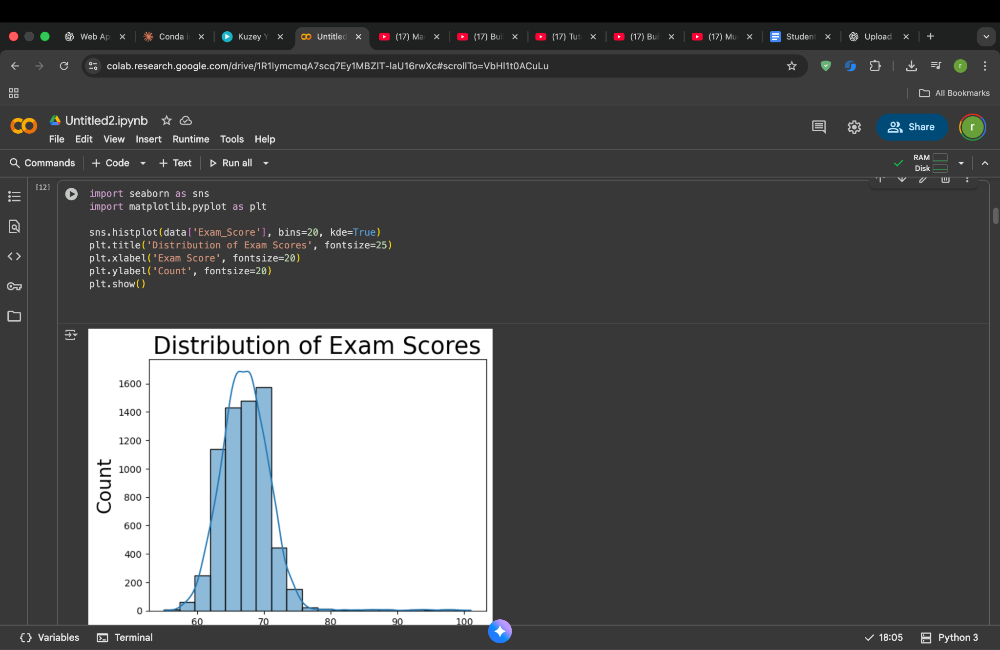 Web Ap
Conda i
Kuzey Y
Untitled
(17) Ma
(17) Bui
(17) Tut
(17) Bui
(17) Mu
Student
Upload
colab.research.google.com/drive/1R1lymcmqA7scq7Ey1MBZIT-laU16rwXc#scrollTo=VbHl1t0ACuLu
r
All Bookmarks
Untitled2.ipynb
File Edit View Insert Runtime Tools Help
Share
r
Commands + Code + Text Run all
RAM
Disk
[12]
import seaborn as sns
import matplotlib.pyplot as plt
sns.histplot(data['Exam_Score'], bins=20, kde=True)
plt.title('Distribution of Exam Scores', fontsize=25)
plt.xlabel('Exam Score', fontsize=20)
plt.ylabel('Count', fontsize=20)
plt.show()
Distribution of Exam Scores
1600
1400
1200
1000
800
600
400
200
0
Count
60 70 80 90 100
Variables Terminal
18:05 Python 3